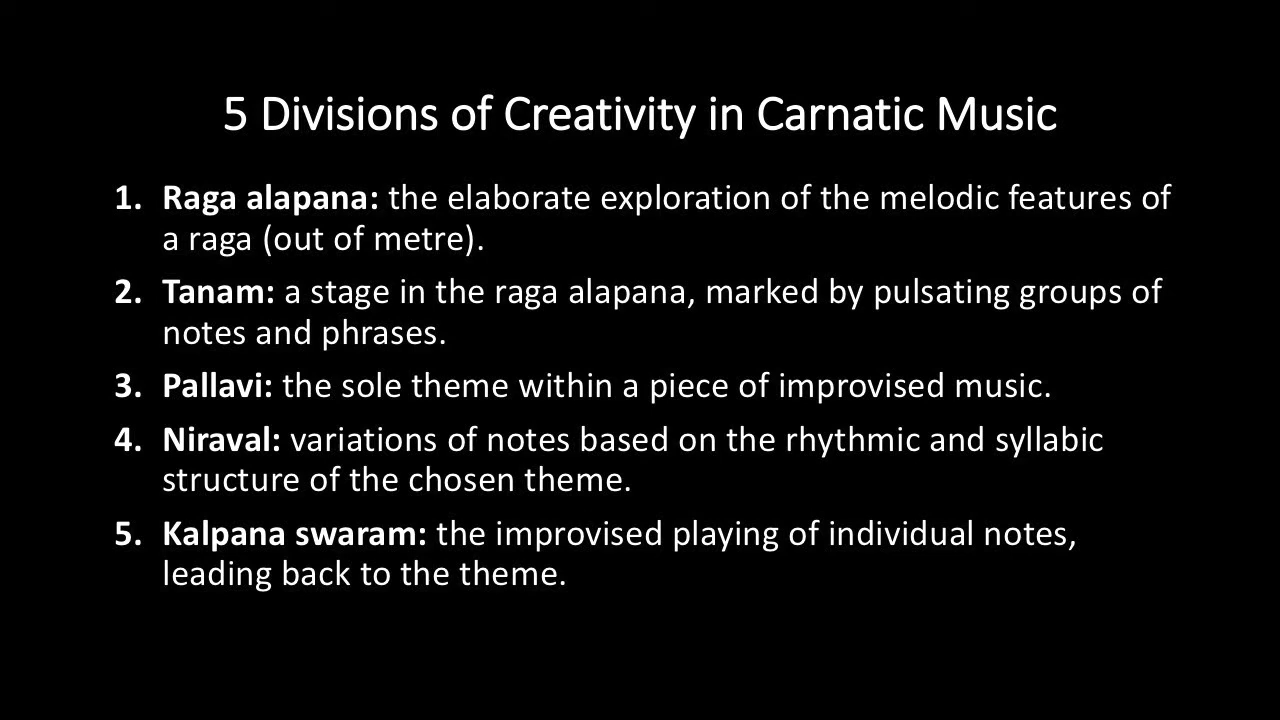 5 Divisions of Creativity in Carnatic Music
1. Raga alapana: the elaborate exploration of the melodic features of
a raga (out of metre).
2. Tanam: a stage in the raga alapana, marked by pulsating groups of
notes and phrases.
3. Pallavi: the sole theme within a piece of improvised music.
4. Niraval: variations of notes based on the rhythmic and syllabic
structure of the chosen theme.
5. Kalpana swaram: the improvised playing of individual notes,
leading back to the theme.